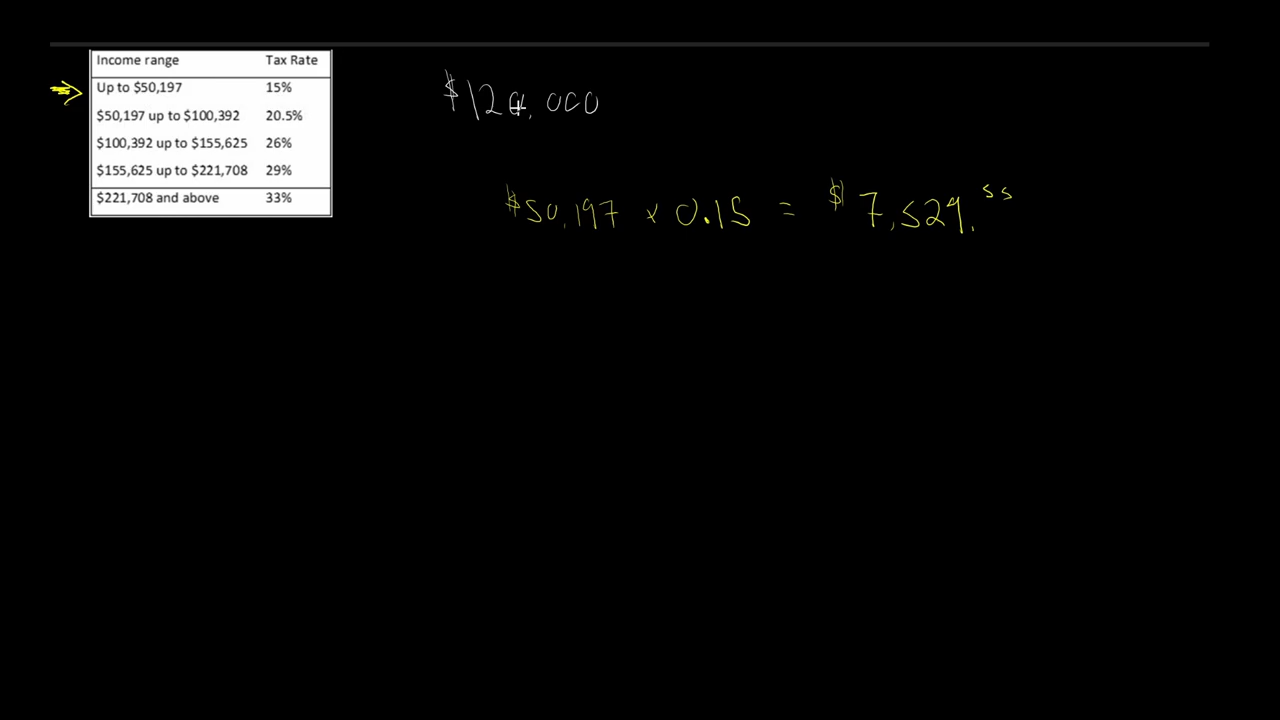 Income range Tax Rate
Up to $50,197 15%
$50,197 up to $100,392 20.5%
$100,392 up to $155,625 26%
$155,625 up to $221,708 29%
$221,708 and above 33%
$120,000
$50,197 x 0.15 = $7,529.55